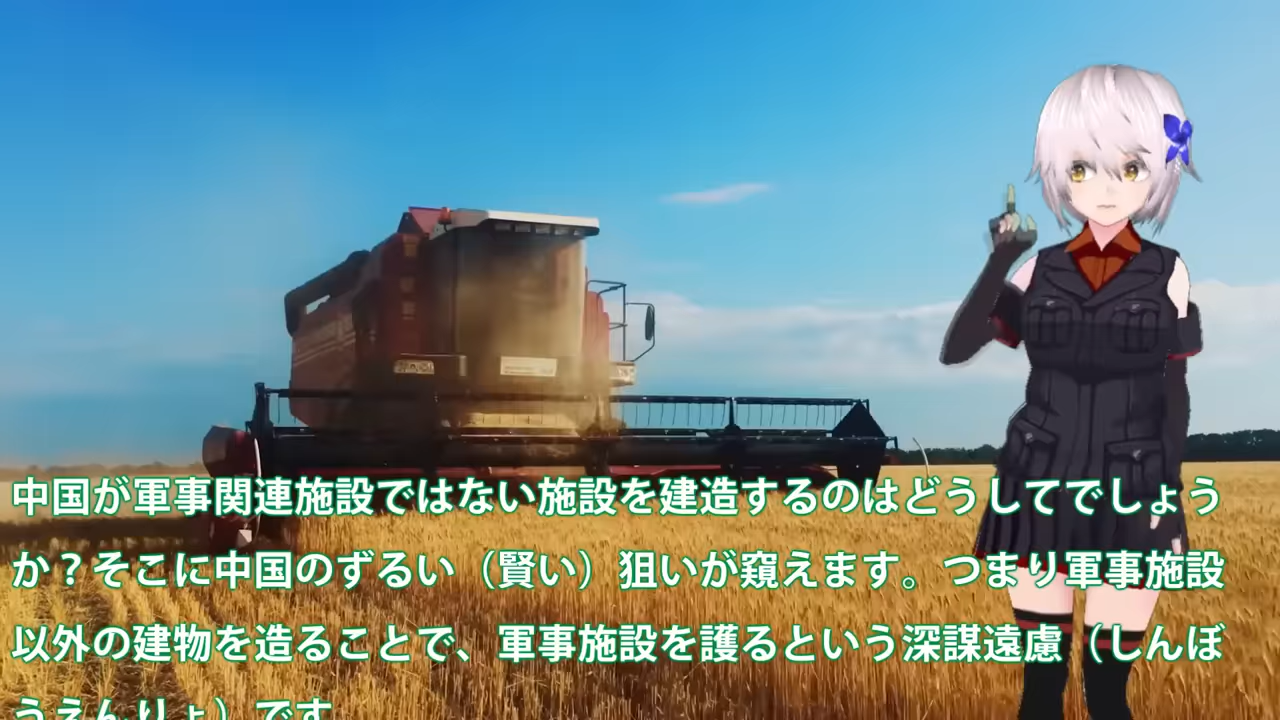 中国が軍事関連施設ではない施設を建造するのはどうしてでしょう
か？そこに中国のずるい（賢い）狙いが窺えます。つまり軍事施設
以外の建物を造ることで、軍事施設を護るという深謀遠慮（しんぼ
うえんりょ）です